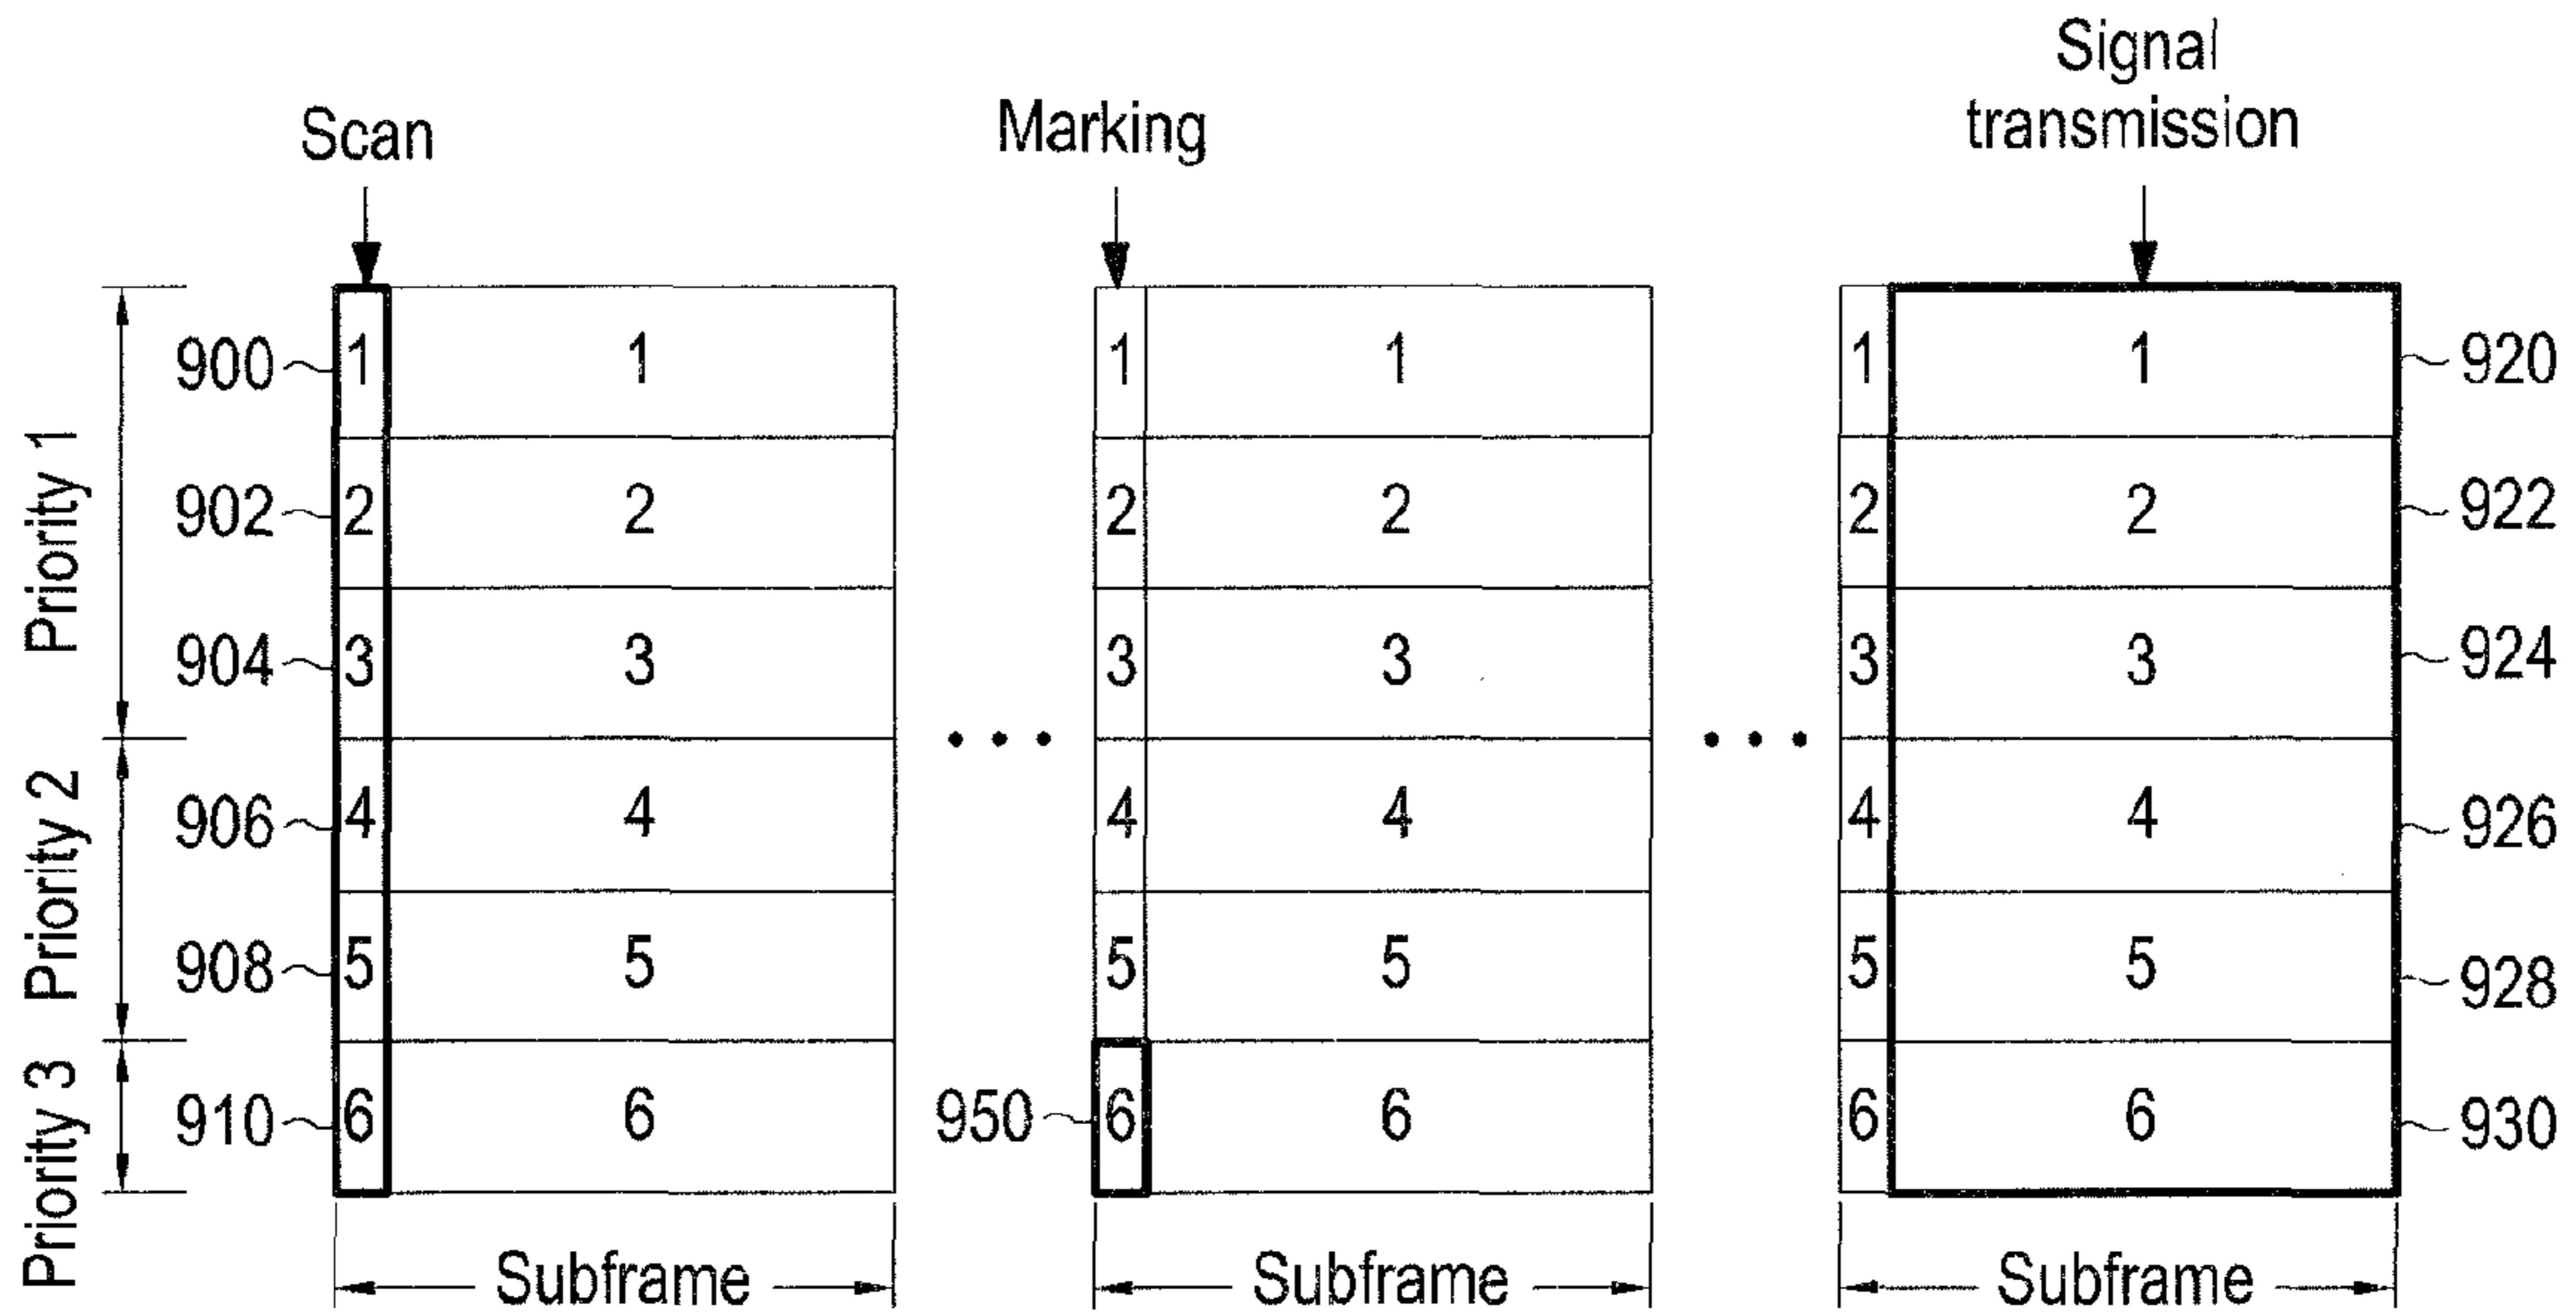 Signal
transmission
Scan
Marking
Priority 1
Priority 2
Priority 3
900 1 1 1 1 1 1 920
902 2 2 2 2 2 2 922
904 3 3 3 3 3 3 924
906 4 4 4 4 4 4 926
908 5 5 5 5 5 5 928
910 6 6 950 6 6 6 6 930
Subframe Subframe Subframe